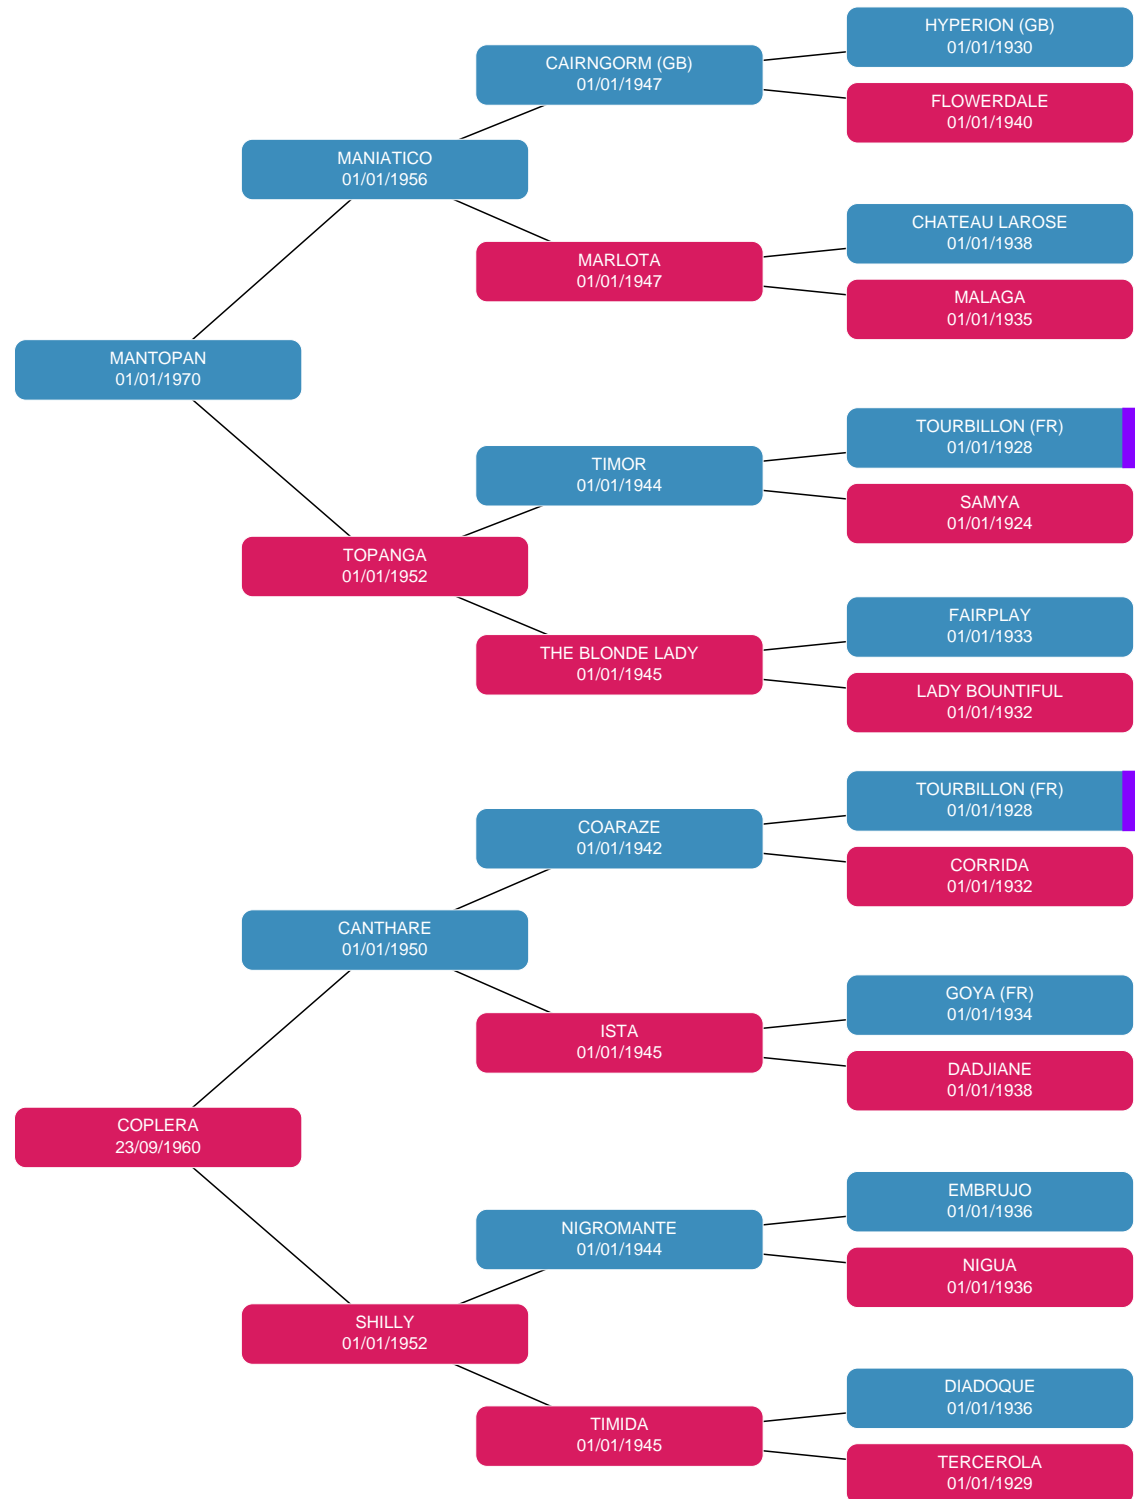 HYPERION (GB)
01/01/1930
CAIRNGORM (GB)
01/01/1947
FLOWERDALE
01/01/1940
MANIATICO
01/01/1956
CHATEAU LAROSE
01/01/1938
MARLOTA
01/01/1947
MALAGA
01/01/1935
MANTOPAN
01/01/1970
TOURBILLON (FR)
01/01/1928
TIMOR
01/01/1944
SAMYA
01/01/1924
TOPANGA
01/01/1952
FAIRPLAY
01/01/1933
THE BLONDE LADY
01/01/1945
LADY BOUNTIFUL
01/01/1932
TOURBILLON (FR)
01/01/1928
COARAZE
01/01/1942
CORRIDA
01/01/1932
CANTHARE
01/01/1950
GOYA (FR)
01/01/1934
ISTA
01/01/1945
DADJIANE
01/01/1938
COPLERA
23/09/1960
EMBRUJO
01/01/1936
NIGROMANTE
01/01/1944
NIGUA
01/01/1936
SHILLY
01/01/1952
DIADOQUE
01/01/1936
TIMIDA
01/01/1945
TERCEROLA
01/01/1929